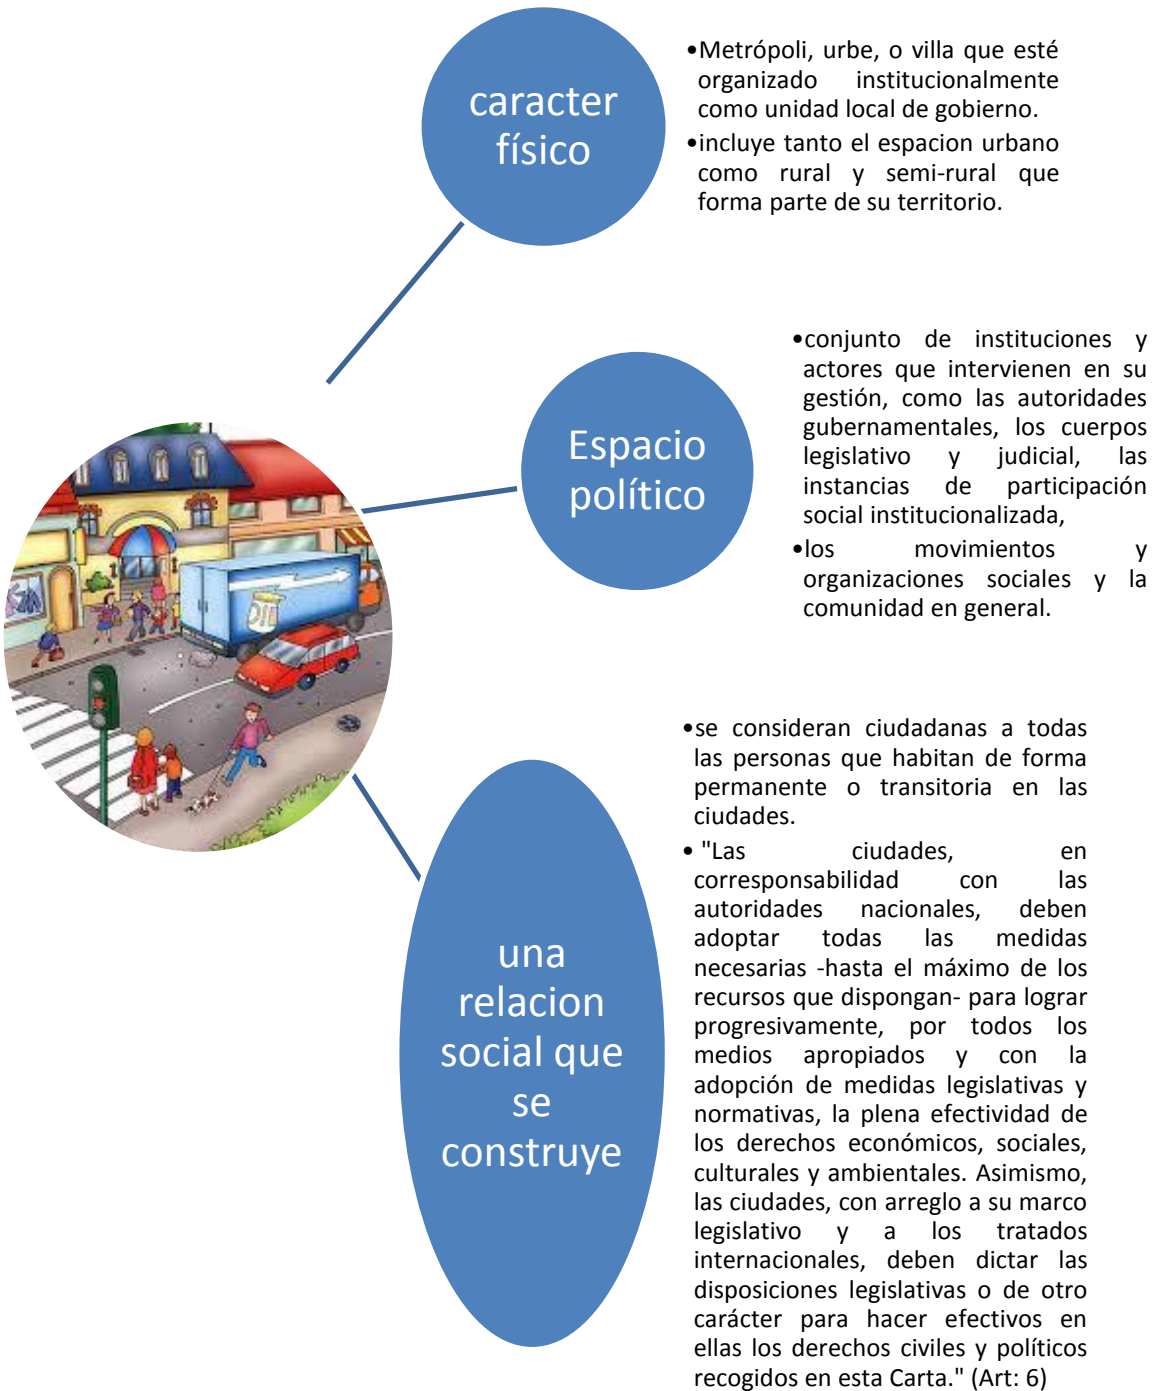 caracter
físico
•Metrópoli, urbe, o villa que esté
organizado institucionalmente
como unidad local de gobierno.
•incluye tanto el espacion urbano
como rural y semi-rural que
forma parte de su territorio.
Espacio
político
•conjunto de instituciones y
actores que intervienen en su
gestión, como las autoridades
gubernamentales, los cuerpos
legislativo y judicial, las
instancias de participación
social institucionalizada,
•los movimientos y
organizaciones sociales y la
comunidad en general.
una
relacion
social que
se
construye
•se consideran ciudadanas a todas
las personas que habitan de forma
permanente o transitoria en las
ciudades.
• "Las ciudades, en
corresponsabilidad con las
autoridades nacionales, deben
adoptar todas las medidas
necesarias -hasta el máximo de los
recursos que dispongan- para lograr
progresivamente, por todos los
medios apropiados y con la
adopción de medidas legislativas y
normativas, la plena efectividad de
los derechos económicos, sociales,
culturales y ambientales. Asimismo,
las ciudades, con arreglo a su marco
legislativo y a los tratados
internacionales, deben dictar las
disposiciones legislativas o de otro
carácter para hacer efectivos en
ellas los derechos civiles y políticos
recogidos en esta Carta." (Art: 6)